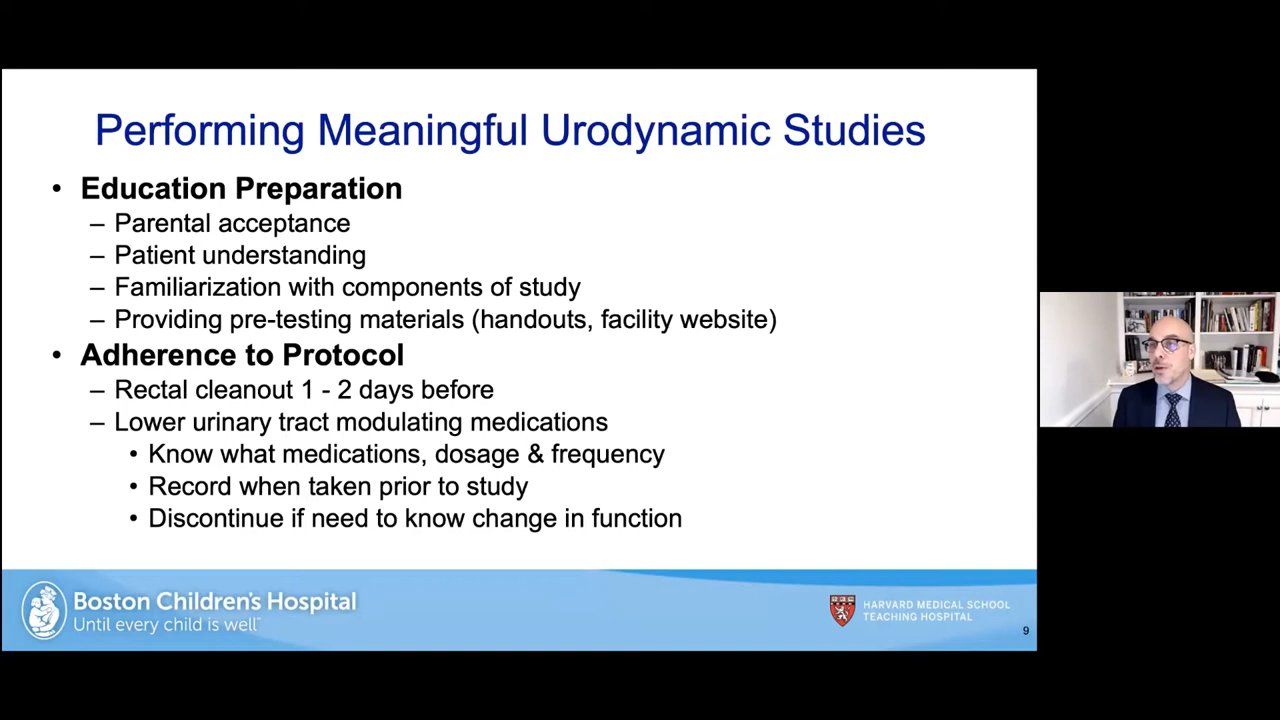 Performing Meaningful Urodynamic Studies
• Education Preparation
– Parental acceptance
– Patient understanding
– Familiarization with components of study
– Providing pre-testing materials (handouts, facility website)
• Adherence to Protocol
– Rectal cleanout 1 - 2 days before
– Lower urinary tract modulating medications
• Know what medications, dosage & frequency
• Record when taken prior to study
• Discontinue if need to know change in function
Boston Children's Hospital
Until every child is well™
HARVARD MEDICAL SCHOOL
TEACHING HOSPITAL
9